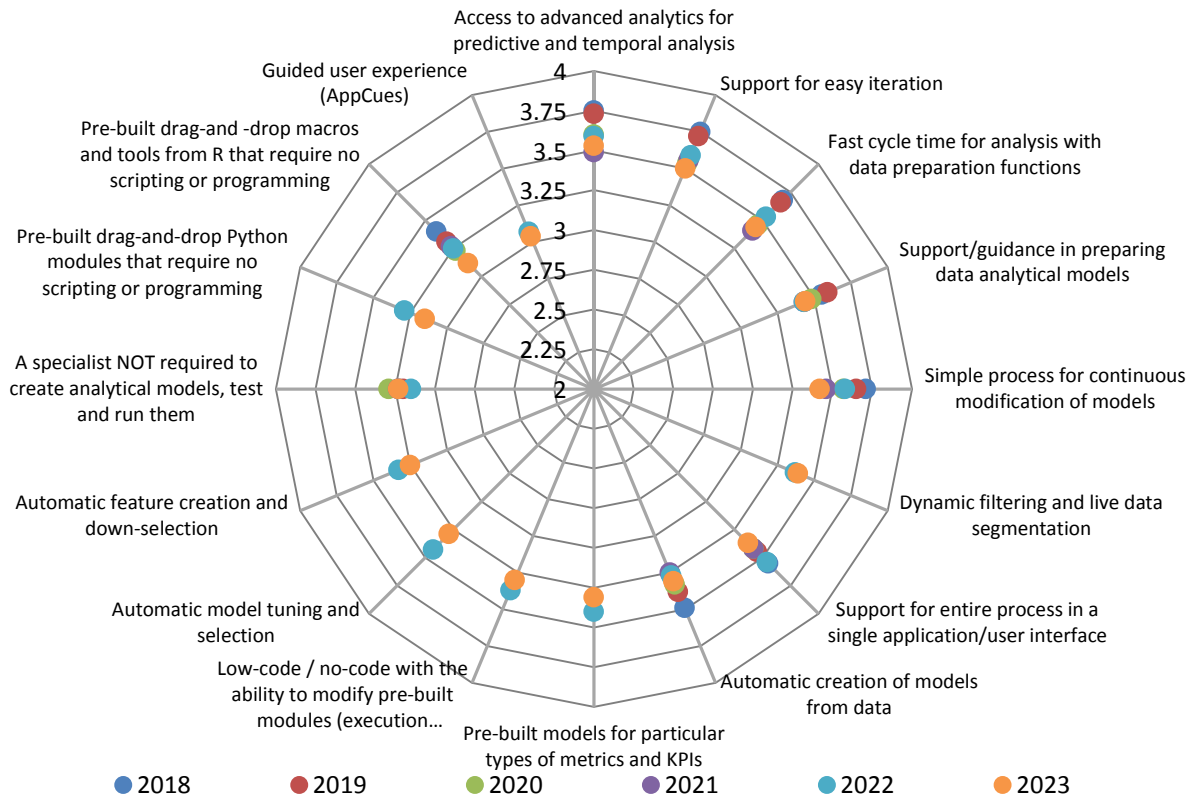 Access to advanced analytics for
predictive and temporal analysis
Support for easy iteration
Fast cycle time for analysis with
data preparation functions
Support/guidance in preparing
data analytical models
Simple process for continuous
modification of models
Dynamic filtering and live data
segmentation
Support for entire process in a
single application/user interface
Automatic creation of models
from data
Pre-built models for particular
types of metrics and KPIs
Low-code / no-code with the
ability to modify pre-built
modules (execution...
Automatic model tuning and
selection
Automatic feature creation and
down-selection
A specialist NOT required to
create analytical models, test
and run them
Pre-built drag-and-drop Python
modules that require no
scripting or programming
Pre-built drag-and -drop macros
and tools from R that require no
scripting or programming
Guided user experience
(AppCues)
4
3.75
3.5
3.25
3
2.75
2.5
2.25
2
2018
2019
2020
2021
2022
2023